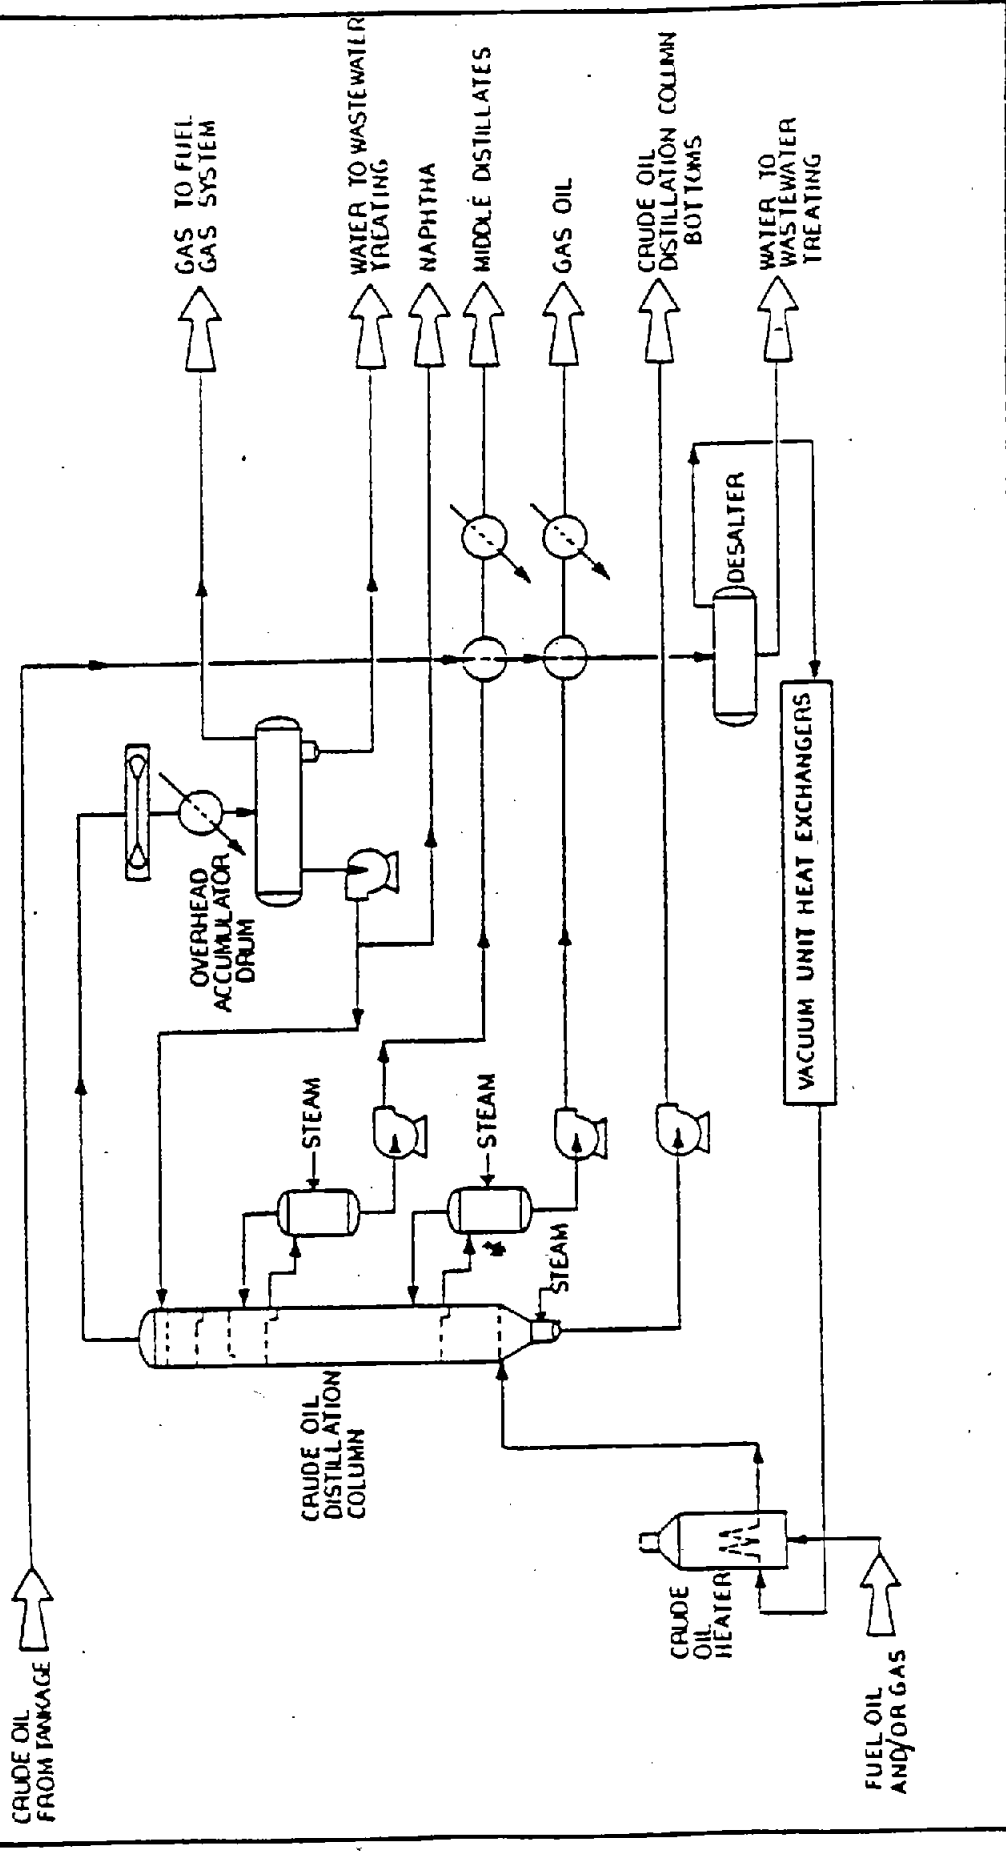 CRUDE OIL
FROM TANKAGE
GAS TO FUEL
GAS SYSTEM
WATER TO WASTEWATER
TREATING
NAPHTHA
MIDDLE DISTILLATES
GAS OIL
CRUDE OIL
DISTILLATION COLUMN
BOTTOMS
WATER TO
WASTEWATER
TREATING
OVERHEAD
ACCUMULATOR
DRUM
STEAM
STEAM
STEAM
CRUDE OIL
DISTILLATION
COLUMN
DESALTER
VACUUM UNIT HEAT EXCHANGERS
CRUDE
OIL
HEATER
FUEL OIL
AND/OR GAS